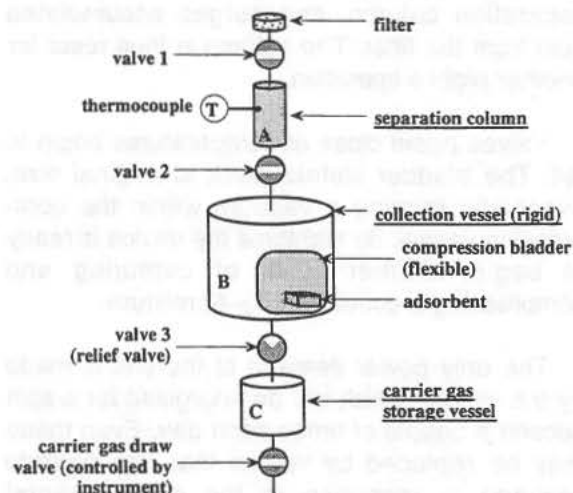 filter
valve 1
thermocouple
T
A
separation column
valve 2
collection vessel (rigid)
compression bladder
(flexible)
B
adsorbent
valve 3
(relief valve)
C
carrier gas
storage vessel
carrier gas draw
valve (controlled by
instrument)